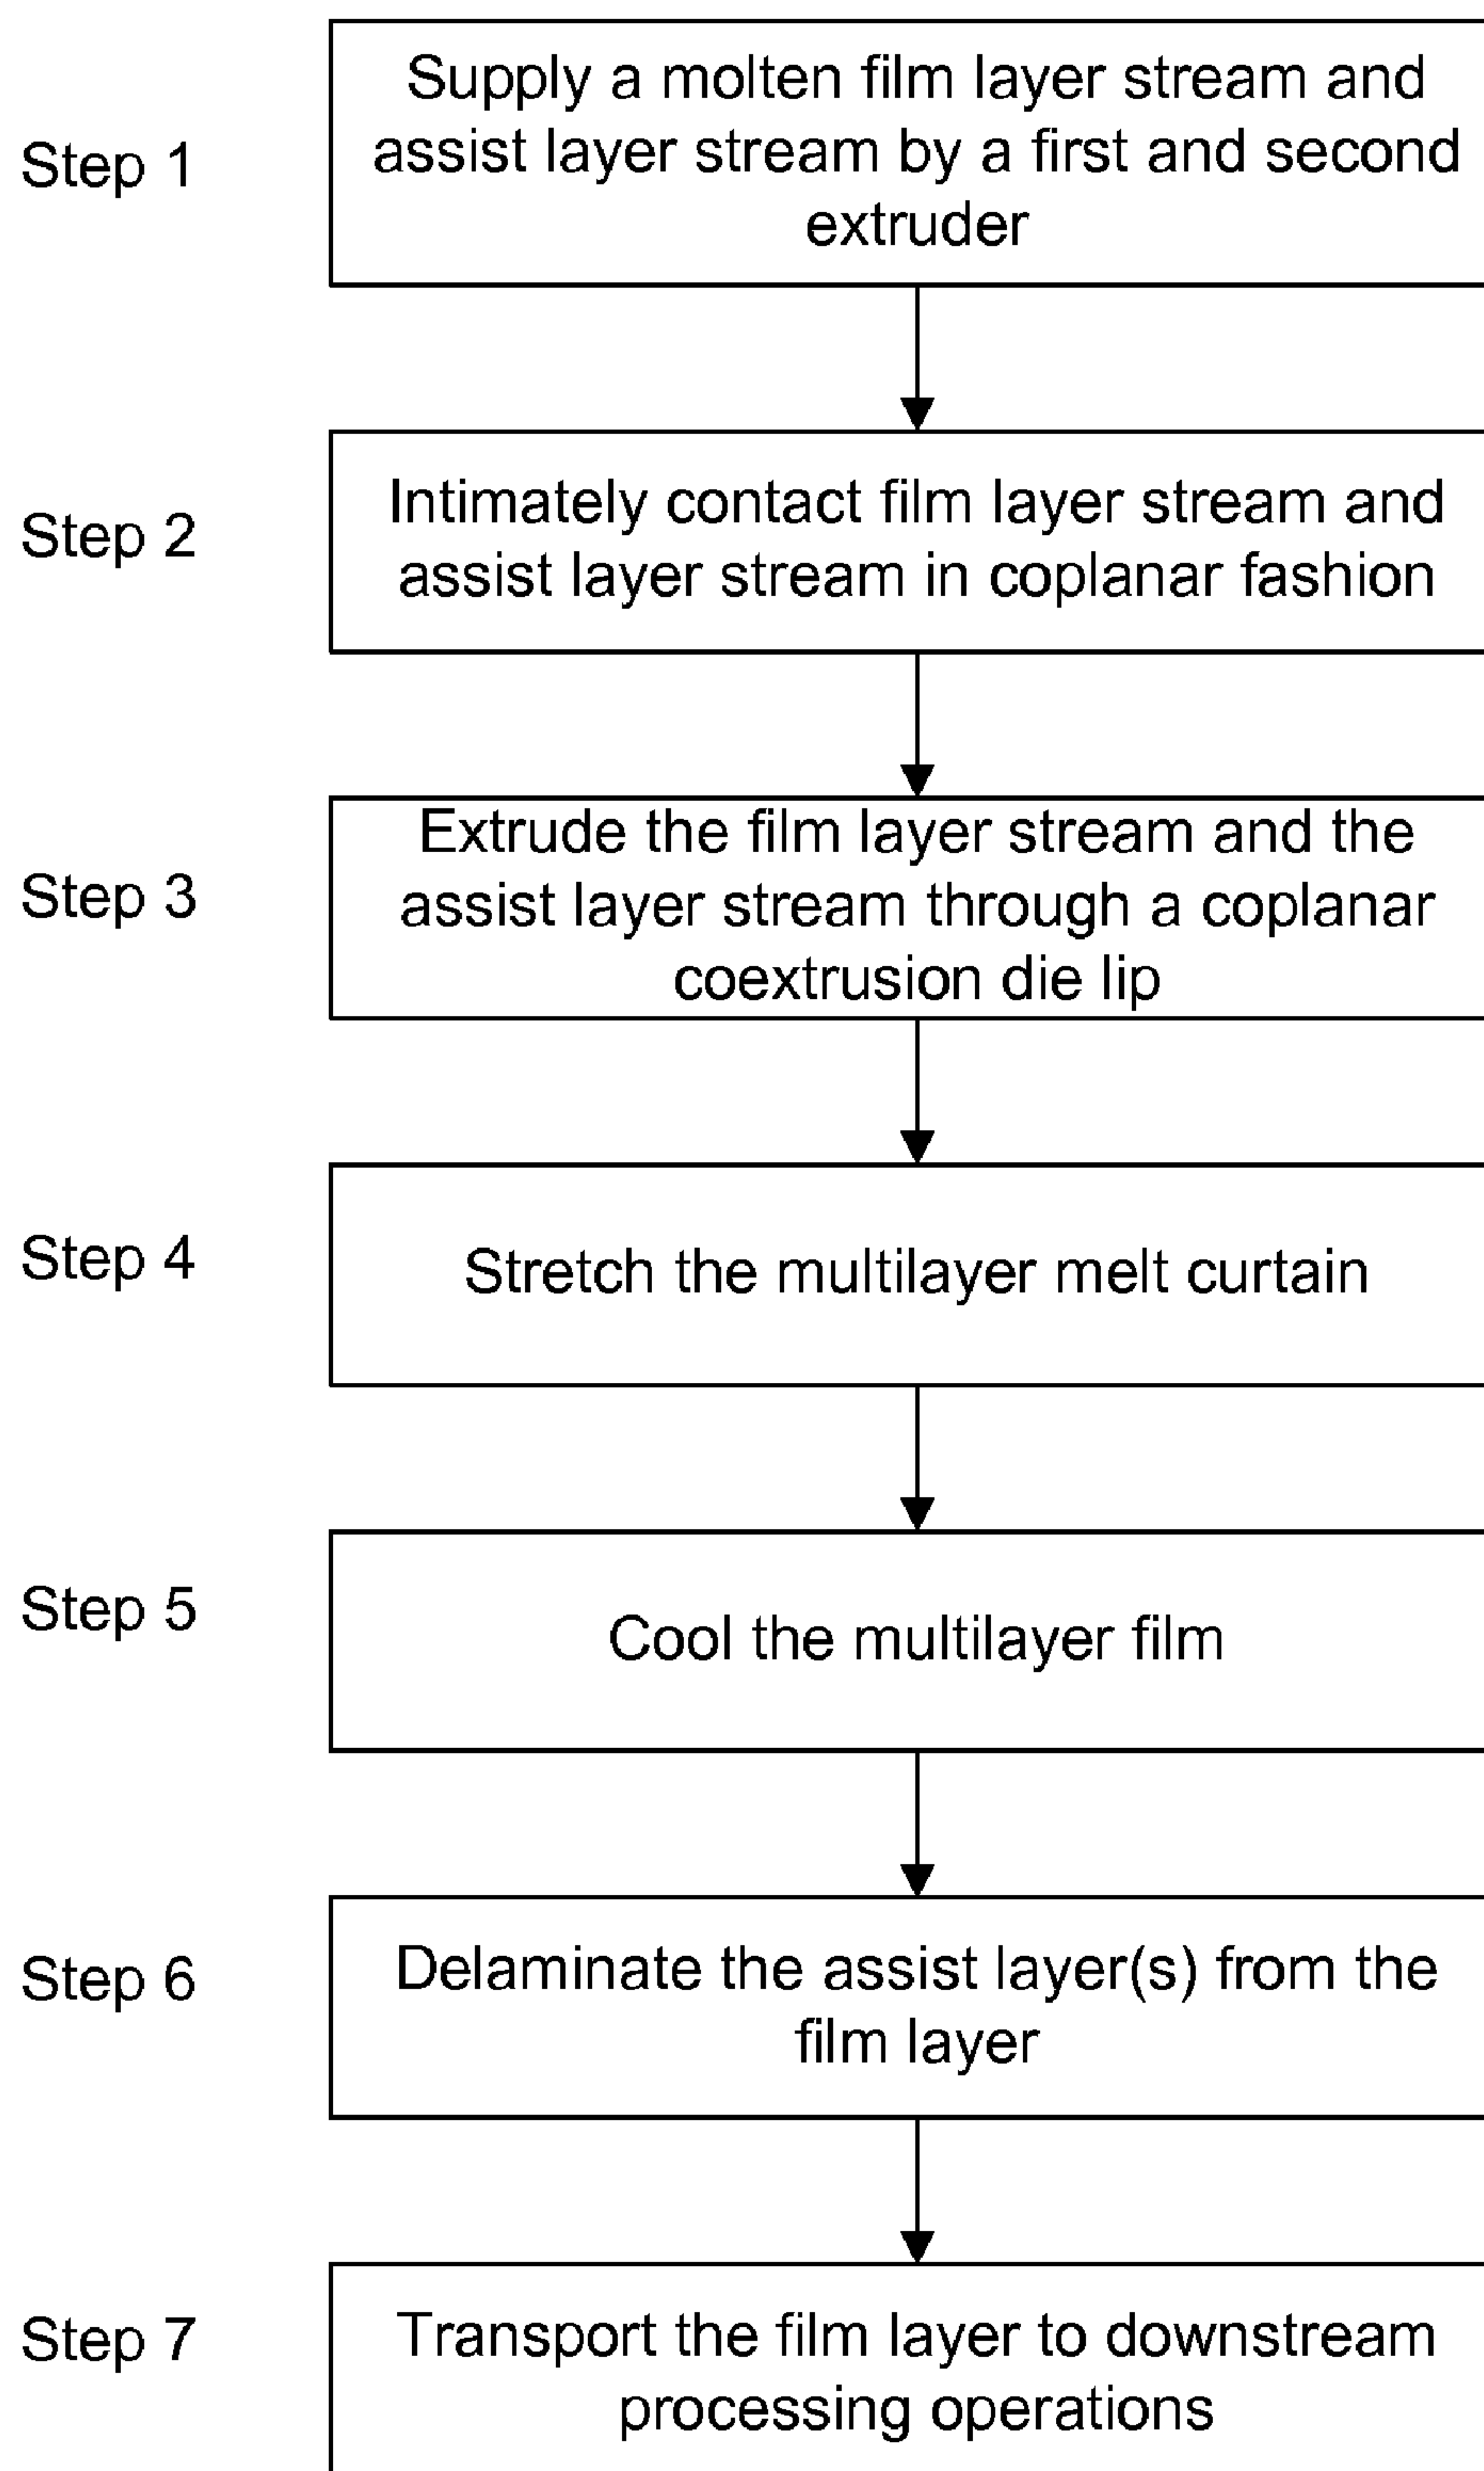 Step 1
Supply a molten film layer stream and
assist layer stream by a first and second
extruder
Step 2
Intimately contact film layer stream and
assist layer stream in coplanar fashion
Step 3
Extrude the film layer stream and the
assist layer stream through a coplanar
coextrusion die lip
Step 4
Stretch the multilayer melt curtain
Step 5
Cool the multilayer film
Step 6
Delaminate the assist layer(s) from the
film layer
Step 7
Transport the film layer to downstream
processing operations